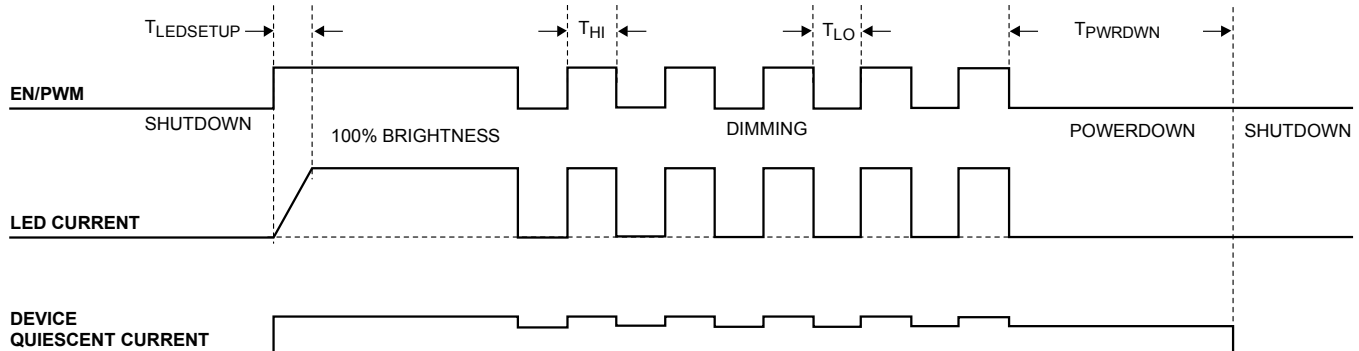 TLEDSETUP
THI
TLO
TPWRDWN
EN/PWM
SHUTDOWN
100% BRIGHTNESS
DIMMING
POWERDOWN
SHUTDOWN
LED CURRENT
DEVICE
QUIESCENT CURRENT